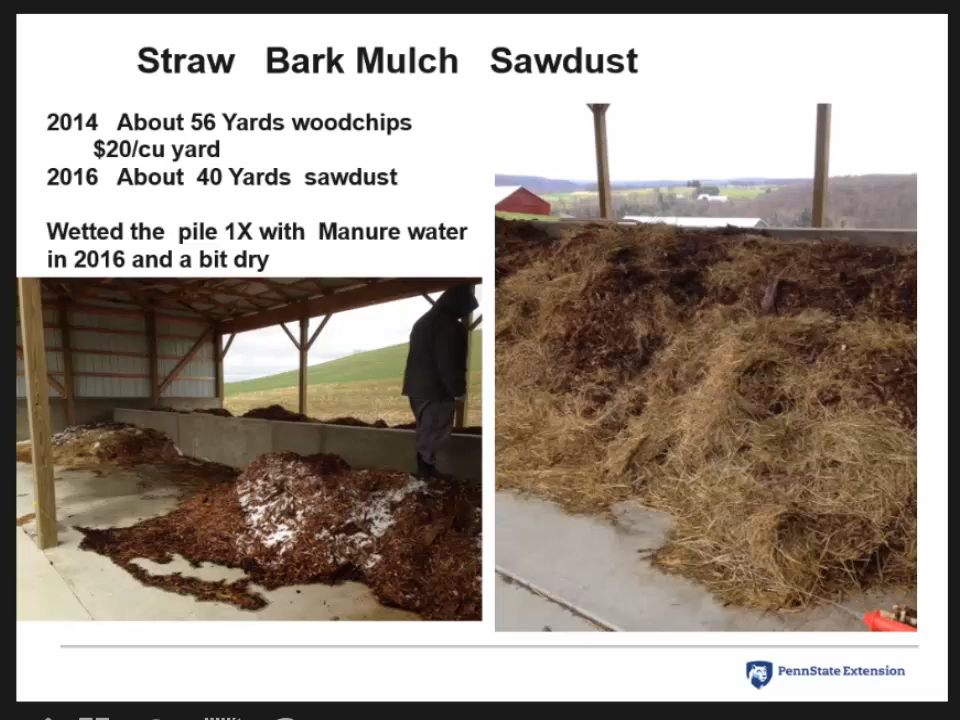 Straw Bark Mulch Sawdust
2014 About 56 Yards woodchips
$20/cu yard
2016 About 40 Yards sawdust
Wetted the pile 1X with Manure water
in 2016 and a bit dry
PennState Extension